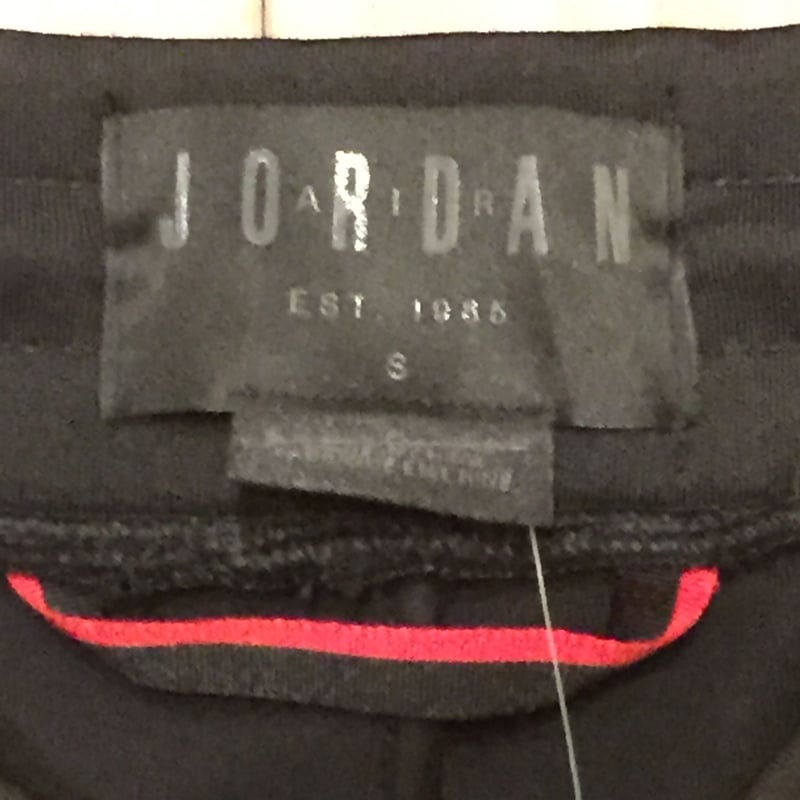 JORDAN
AIR
EST. 1985
S